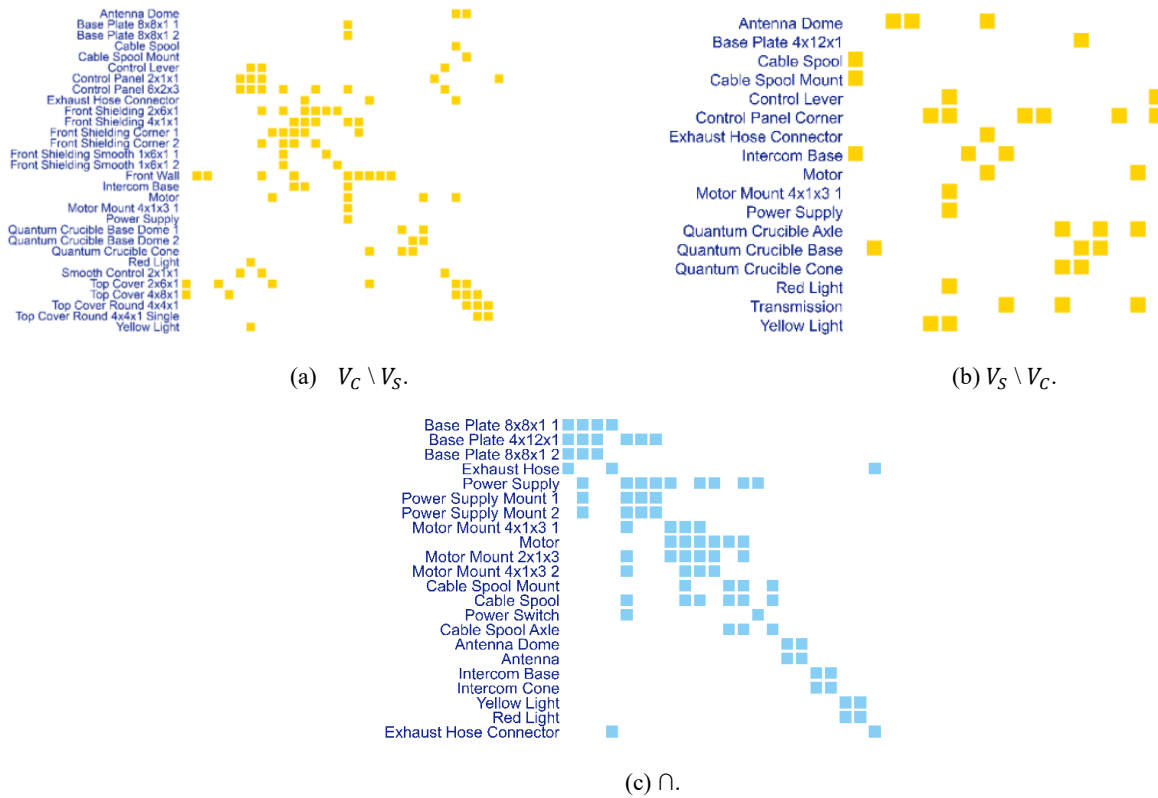 Antenna Dome
Base Plate 8x8x1 1
Base Plate 8x8x1 2
Cable Spool
Cable Spool Mount
Control Lever
Control Panel 2x1x1
Control Panel 6x2x3
Exhaust Hose Connector
Front Shielding 2x6x1
Front Shielding 4x1x1
Front Shielding Corner 1
Front Shielding Corner 2
Front Shielding Smooth 1x6x1 1
Front Shielding Smooth 1x6x1 2
Front Wall
Intercom Base
Motor
Motor Mount 4x1x3 1
Power Supply
Quantum Crucible Base Dome 1
Quantum Crucible Base Dome 2
Quantum Crucible Cone
Red Light
Smooth Control 2x1x1
Top Cover 2x6x1
Top Cover 4x8x1
Top Cover Round 4x4x1
Top Cover Round 4x4x1 Single
Yellow Light
(a) V_C \ V_S.
Antenna Dome
Base Plate 4x12x1
Cable Spool
Cable Spool Mount
Control Lever
Control Panel Corner
Exhaust Hose Connector
Intercom Base
Motor
Motor Mount 4x1x3 1
Power Supply
Quantum Crucible Axle
Quantum Crucible Base
Quantum Crucible Cone
Red Light
Transmission
Yellow Light
(b) V_S \ V_C.
Base Plate 8x8x1 1
Base Plate 4x12x1
Base Plate 8x8x1 2
Exhaust Hose
Power Supply
Power Supply Mount 1
Power Supply Mount 2
Motor Mount 4x1x3 1
Motor
Motor Mount 2x1x3
Motor Mount 4x1x3 2
Cable Spool Mount
Cable Spool
Power Switch
Cable Spool Axle
Antenna Dome
Antenna
Intercom Base
Intercom Cone
Yellow Light
Red Light
Exhaust Hose Connector
(c) ∩.